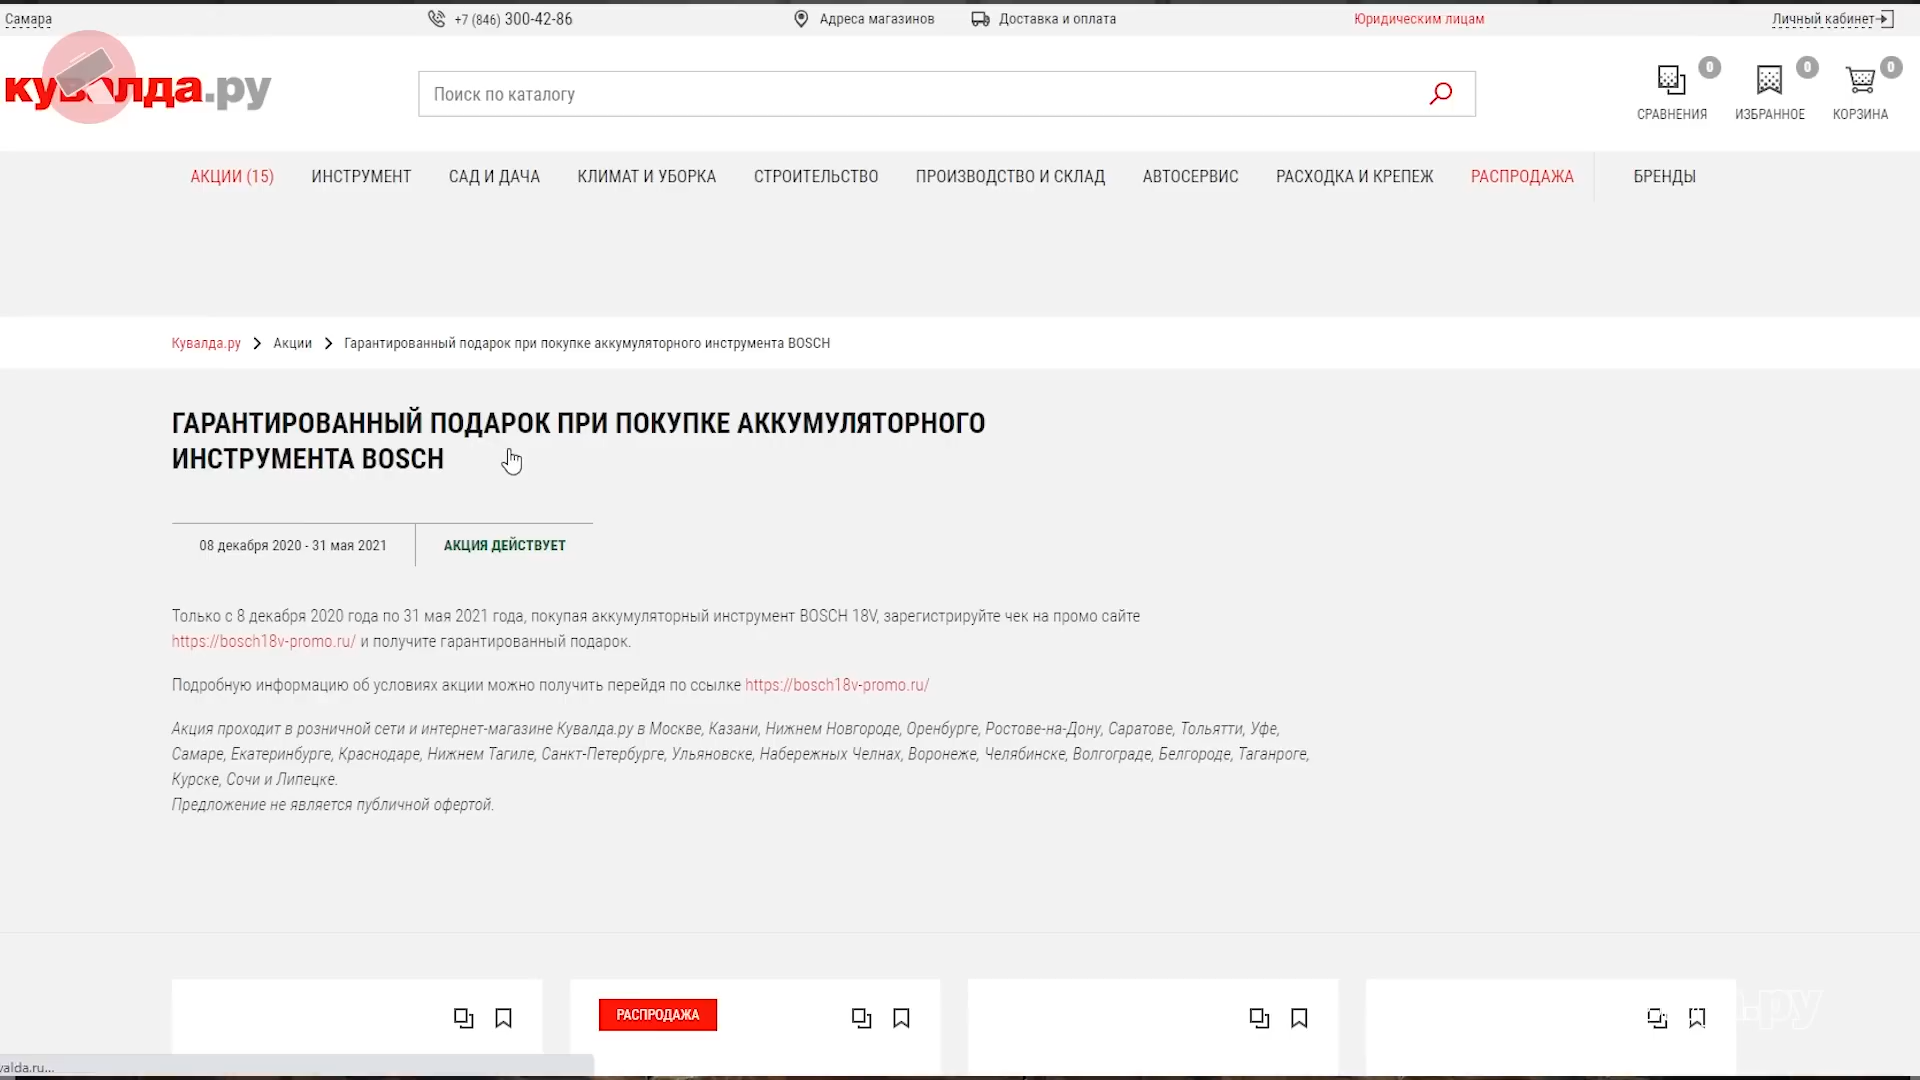 Самара
+7 (846) 300-42-86
Адреса магазинов
Доставка и оплата
Юридическим лицам
Личный кабинет
кувалда.ру
Поиск по каталогу
0
0
0
СРАВНЕНИЯ
ИЗБРАННОЕ
КОРЗИНА
АКЦИИ (15)
ИНСТРУМЕНТ
САД И ДАЧА
КЛИМАТ И УБОРКА
СТРОИТЕЛЬСТВО
ПРОИЗВОДСТВО И СКЛАД
АВТОСЕРВИС
РАСХОДКА И КРЕПЕЖ
РАСПРОДАЖА
БРЕНДЫ
Кувалда.ру
Акции
Гарантированный подарок при покупке аккумуляторного инструмента BOSCH
ГАРАНТИРОВАННЫЙ ПОДАРОК ПРИ ПОКУПКЕ АККУМУЛЯТОРНОГО
ИНСТРУМЕНТА BOSCH
08 декабря 2020 - 31 мая 2021
АКЦИЯ ДЕЙСТВУЕТ
Только с 8 декабря 2020 года по 31 мая 2021 года, покупая аккумуляторный инструмент BOSCH 18V, зарегистрируйте чек на промо сайте
https://bosch18v-promo.ru/ и получите гарантированный подарок.
Подробную информацию об условиях акции можно получить перейдя по ссылке https://bosch18v-promo.ru/
Акция проходит в розничной сети и интернет-магазине Кувалда.ру в Москве, Казани, Нижнем Новгороде, Оренбурге, Ростове-на-Дону, Саратове, Тольятти, Уфе,
Самаре, Екатеринбурге, Краснодаре, Нижнем Тагиле, Санкт-Петербурге, Ульяновске, Набережных Челнах, Воронеже, Челябинске, Волгограде, Белгороде, Таганроге,
Курске, Сочи и Липецке.
Предложение не является публичной офертой.
РАСПРОДАЖА
valda.ru...